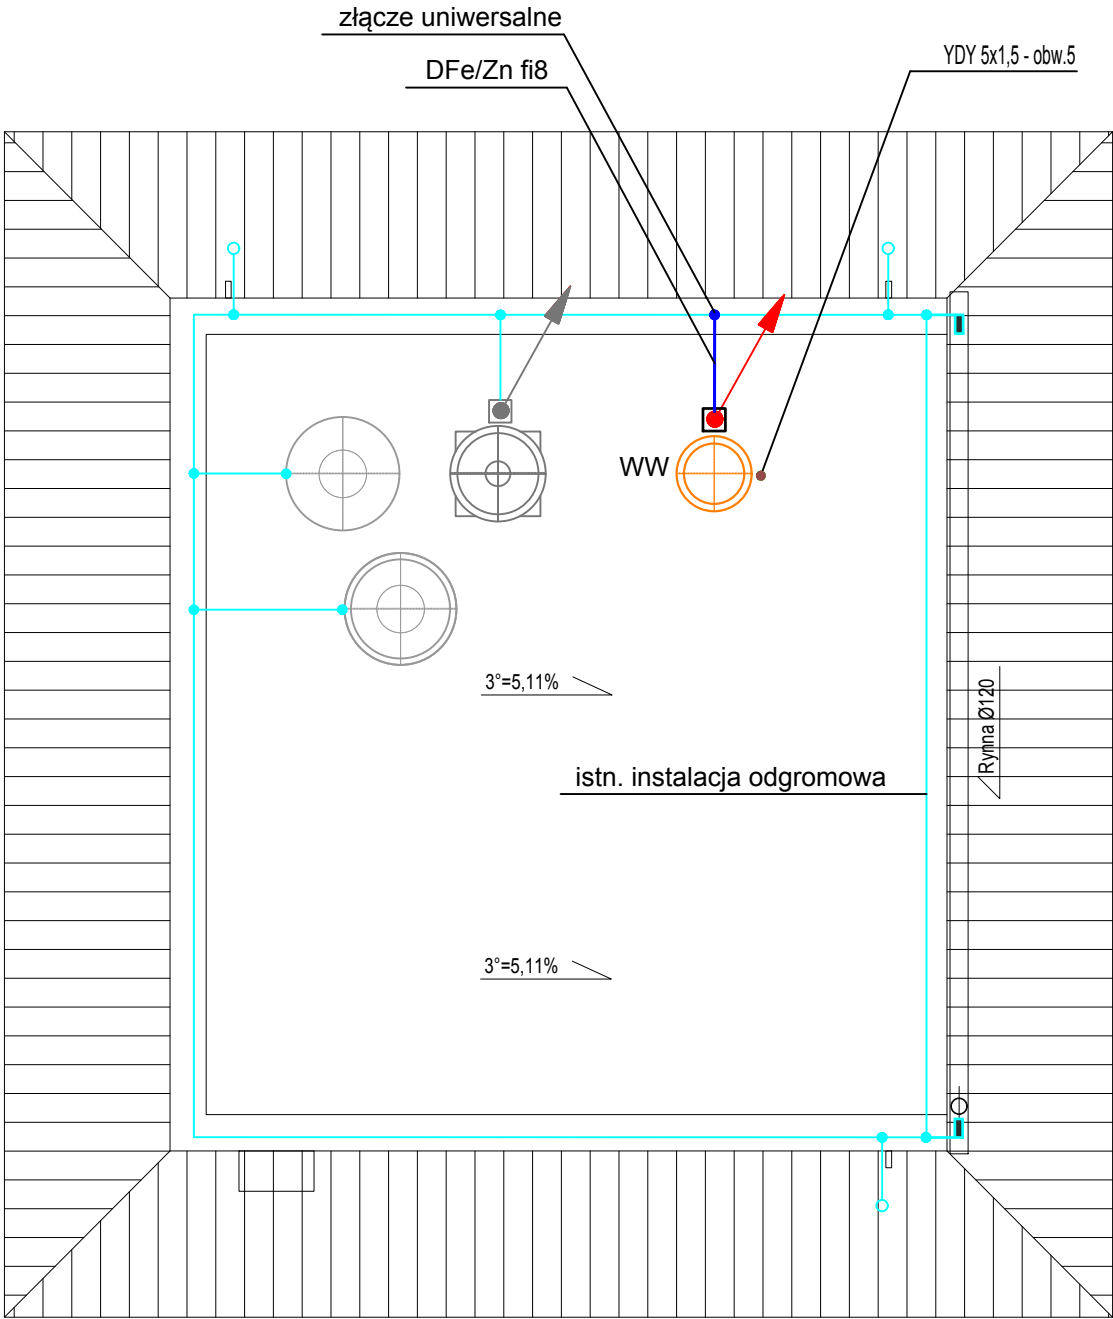 złącze uniwersalne
DFe/Zn fi8
YDY 5x1,5 - obw.5
WW
3°=5,11%
Rynna Ø120
istn. instalacja odgromowa
3°=5,11%